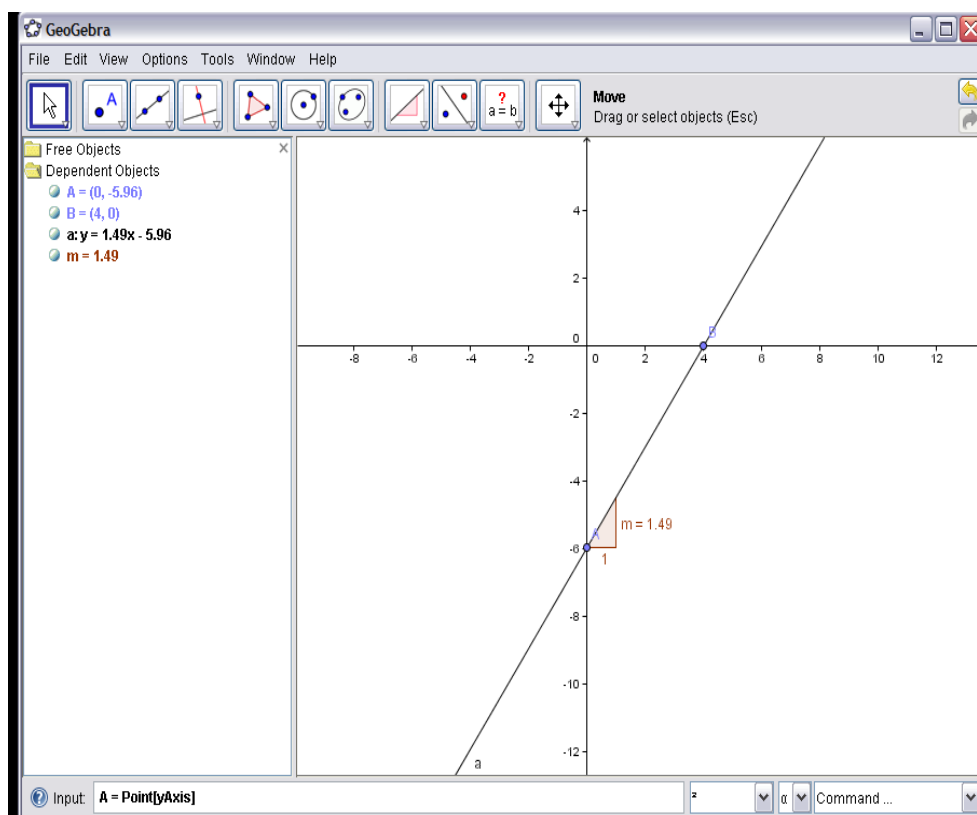 GeoGebra
File Edit View Options Tools Window Help
A
?
a = b
Move
Drag or select objects (Esc)
Free Objects
Dependent Objects
A = (0, -5.96)
B = (4, 0)
a: y = 1.49x - 5.96
m = 1.49
4
2
0
B
-8 -6 -4 -2 0 2 4 6 8 10 12
-2
-4
A
m = 1.49
-6
1
-8
-10
-12
a
Input: A = Point[yAxis]
² α Command ...